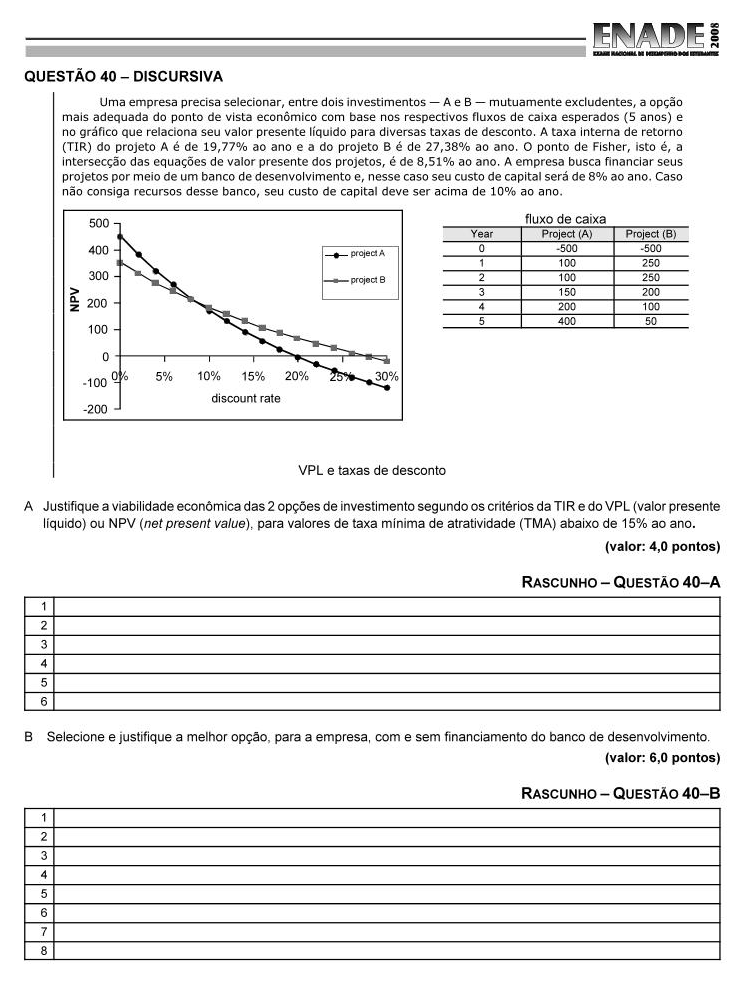 ENADE 2008
EXAME NACIONAL DE DESEMPENHO DOS ESTUDANTES
QUESTÃO 40 – DISCURSIVA
Uma empresa precisa selecionar, entre dois investimentos — A e B — mutuamente excludentes, a opção
mais adequada do ponto de vista econômico com base nos respectivos fluxos de caixa esperados (5 anos) e
no gráfico que relaciona seu valor presente líquido para diversas taxas de desconto. A taxa interna de retorno
(TIR) do projeto A é de 19,77% ao ano e a do projeto B é de 27,38% ao ano. O ponto de Fisher, isto é, a
intersecção das equações de valor presente dos projetos, é de 8,51% ao ano. A empresa busca financiar seus
projetos por meio de um banco de desenvolvimento e, nesse caso seu custo de capital será de 8% ao ano. Caso
não consiga recursos desse banco, seu custo de capital deve ser acima de 10% ao ano.
500
400
300
200
100
0
-100
-200
NPV
0% 5% 10% 15% 20% 25% 30%
discount rate
project A
project B
fluxo de caixa
Year Project (A) Project (B)
0 -500 -500
1 100 250
2 100 250
3 150 200
4 200 100
5 400 50
VPL e taxas de desconto
A Justifique a viabilidade econômica das 2 opções de investimento segundo os critérios da TIR e do VPL (valor presente
líquido) ou NPV (net present value), para valores de taxa mínima de atratividade (TMA) abaixo de 15% ao ano.
(valor: 4,0 pontos)
RASCUNHO – QUESTÃO 40–A
1
2
3
4
5
6
B Selecione e justifique a melhor opção, para a empresa, com e sem financiamento do banco de desenvolvimento.
(valor: 6,0 pontos)
RASCUNHO – QUESTÃO 40–B
1
2
3
4
5
6
7
8